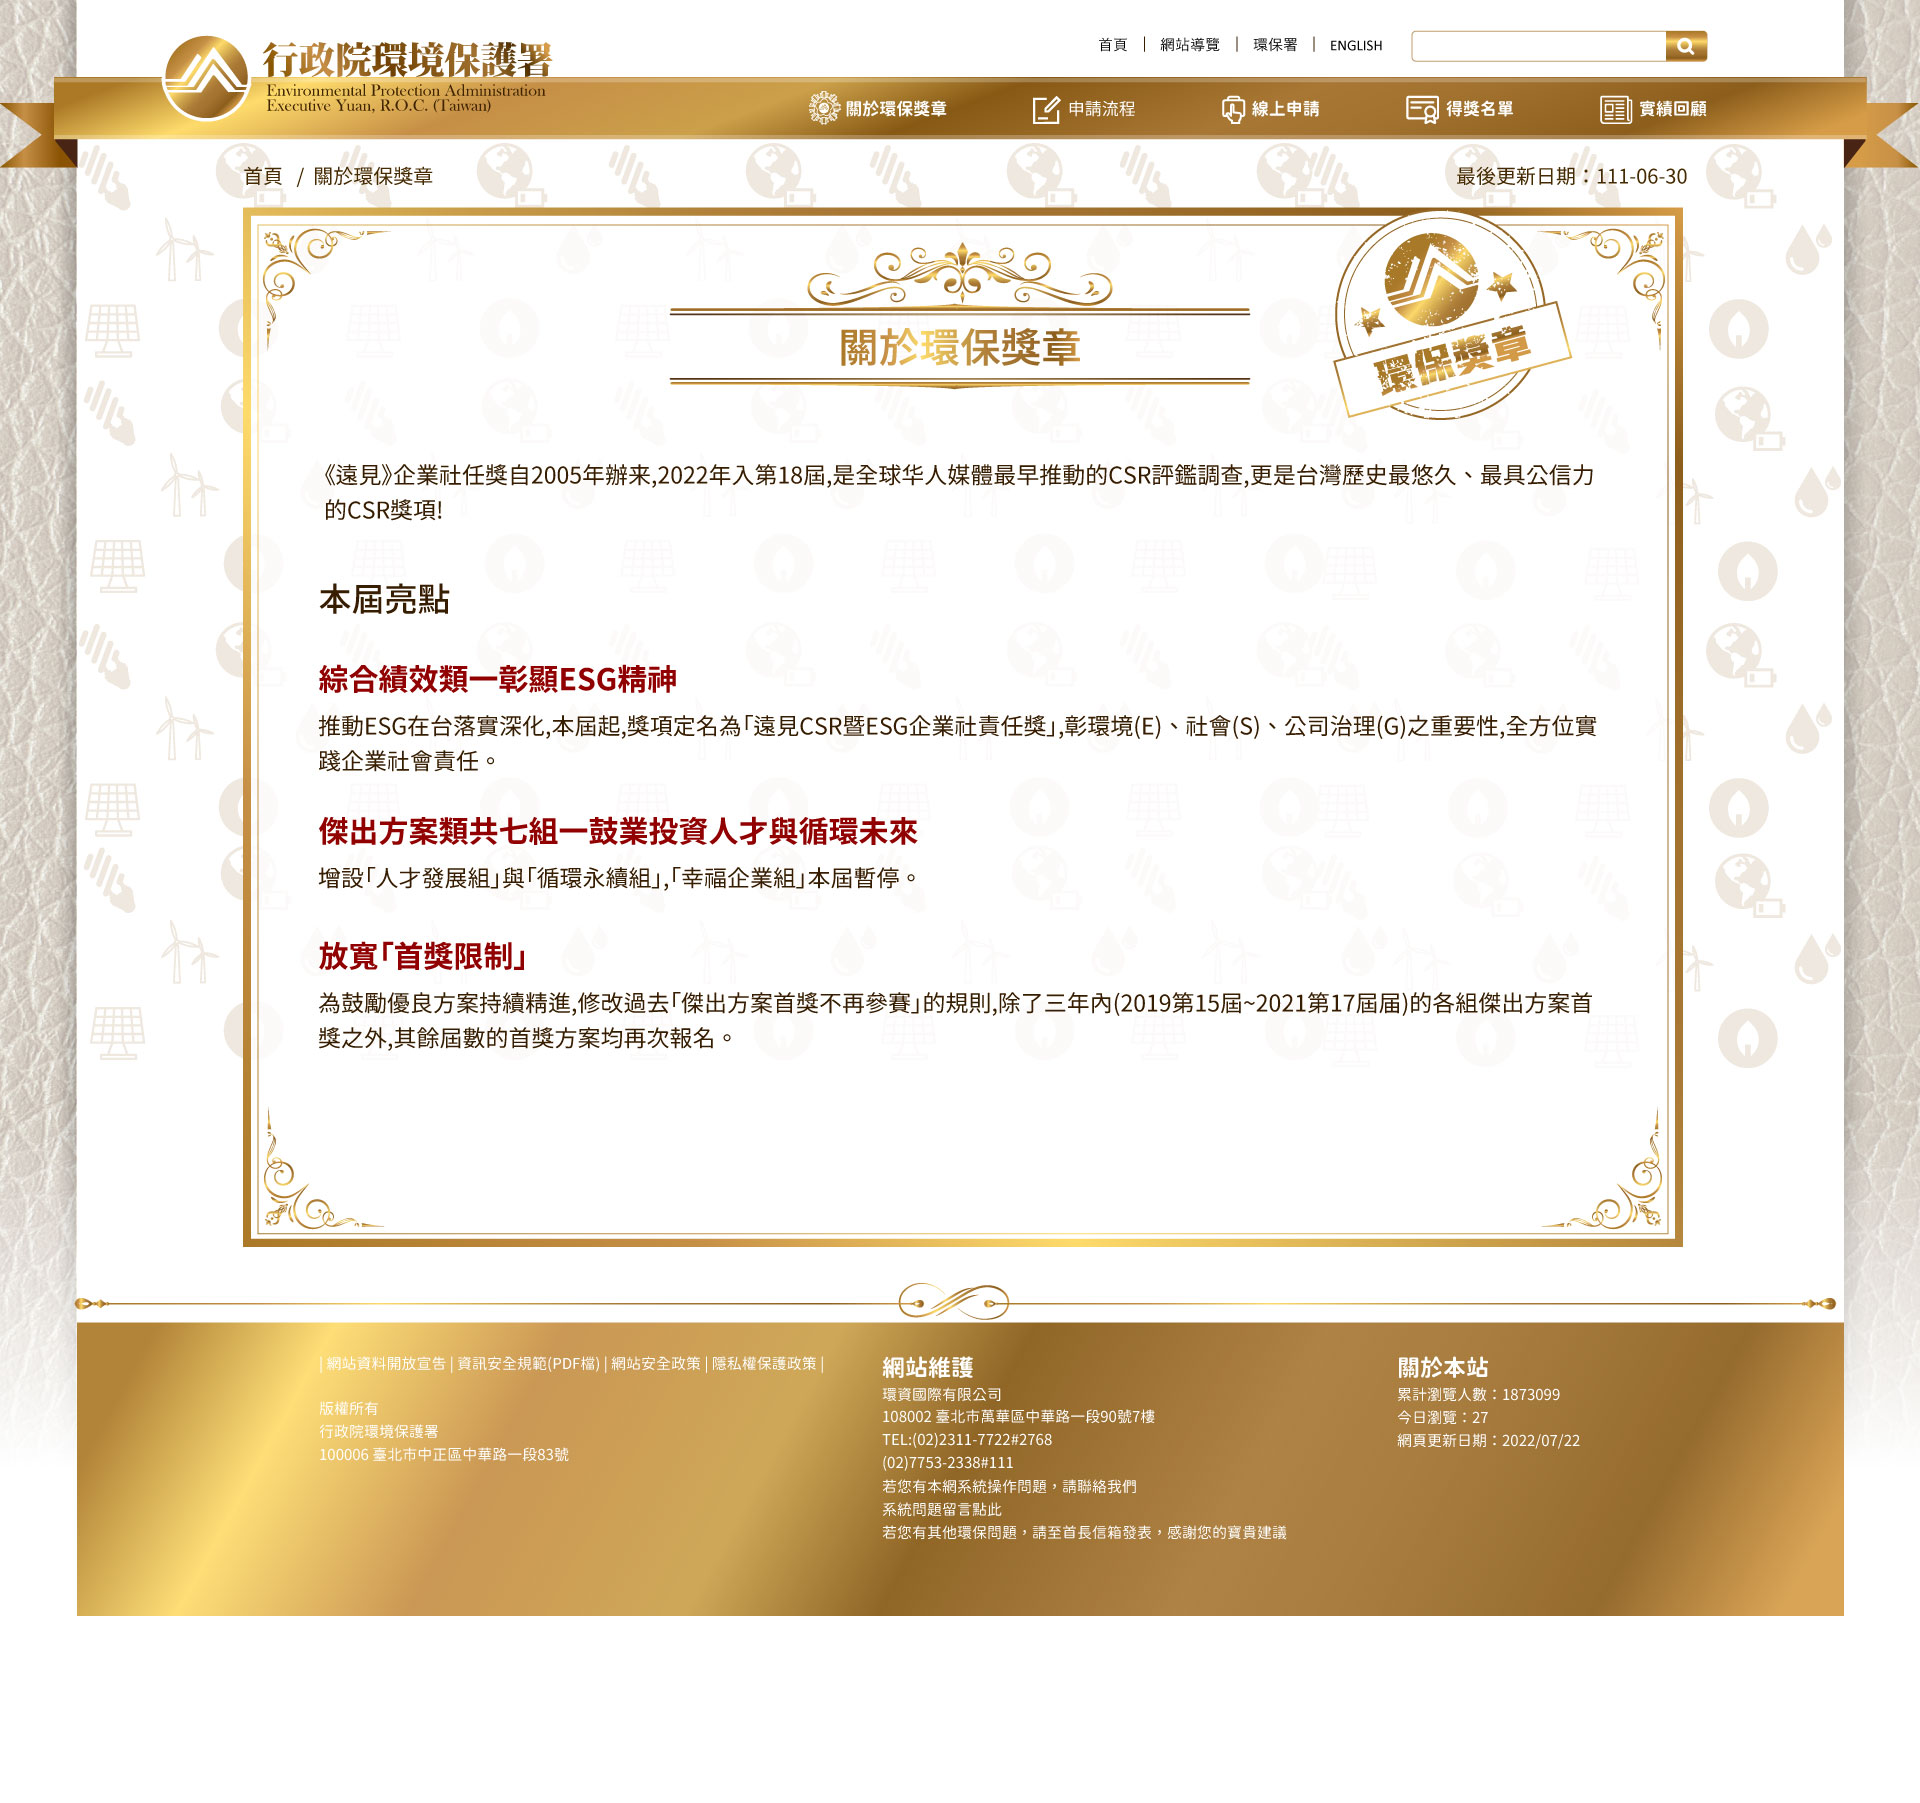 行政院環境保護署
Environmental Protection Administration
Executive Yuan, R.O.C. (Taiwan)
首頁 | 網站導覽 | 環保署 | ENGLISH
關於環保獎章 申請流程 線上申請 得獎名單 實績回顧
首頁 / 關於環保獎章
最後更新日期：111-06-30
環保獎章
關於環保獎章
《遠見》企業社任獎自2005年辦来,2022年入第18屆,是全球华人媒體最早推動的CSR評鑑調查,更是台灣歷史最悠久、最具公信力
的CSR獎項!
本屆亮點
綜合績效類一彰顯ESG精神
推動ESG在台落實深化,本屆起,獎項定名為「遠見CSR暨ESG企業社責任獎」,彰環境(E)、社會(S)、公司治理(G)之重要性,全方位實
踐企業社會責任。
傑出方案類共七組一鼓業投資人才與循環未來
增設「人才發展組」與「循環永續組」,「幸福企業組」本屆暫停。
放寬「首獎限制」
為鼓勵優良方案持續精進,修改過去「傑出方案首獎不再參賽」的規則,除了三年內(2019第15屆~2021第17屆届)的各組傑出方案首
獎之外,其餘屆數的首獎方案均再次報名。
| 網站資料開放宣告 | 資訊安全規範(PDF檔) | 網站安全政策 | 隱私權保護政策 |
版權所有
行政院環境保護署
100006 臺北市中正區中華路一段83號
網站維護
環資國際有限公司
108002 臺北市萬華區中華路一段90號7樓
TEL:(02)2311-7722#2768
(02)7753-2338#111
若您有本網系統操作問題，請聯絡我們
系統問題留言點此
若您有其他環保問題，請至首長信箱發表，感謝您的寶貴建議
關於本站
累計瀏覽人數：1873099
今日瀏覽：27
網頁更新日期：2022/07/22